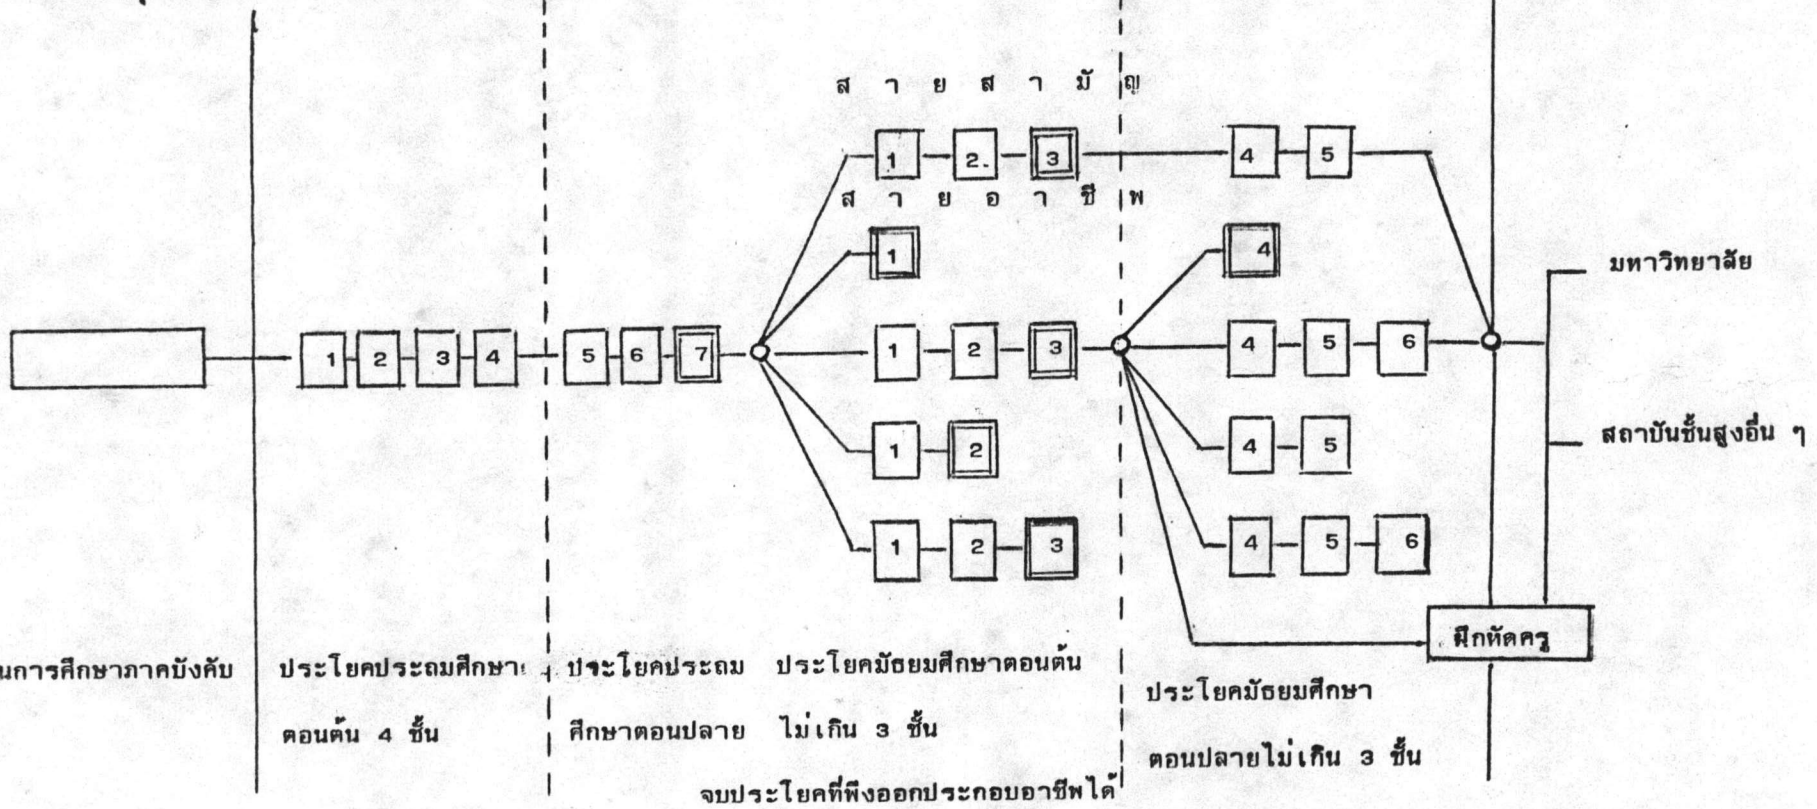 ส า ย ส า มั ญ
1 2. 3 4 5
ส า ย อ า ชี พ
1 4
มหาวิทยาลัย
1 2 3 4 5 6 7 1 2 3 4 5 6
สถาบันชั้นสูงอื่น ๆ
1 2 4 5
1 2 3 4 5 6
ฝึกหัดครู
นการศึกษาภาคบังคับ ประโยคประถมศึกษา ประโยคประถม ประโยคมัธยมศึกษาตอนต้น
ประโยคมัธยมศึกษา
ตอนต้น 4 ชั้น ศึกษาตอนปลาย ไม่เกิน 3 ชั้น
ตอนปลายไม่เกิน 3 ชั้น
จบประโยคที่พึงออกประกอบอาชีพได้